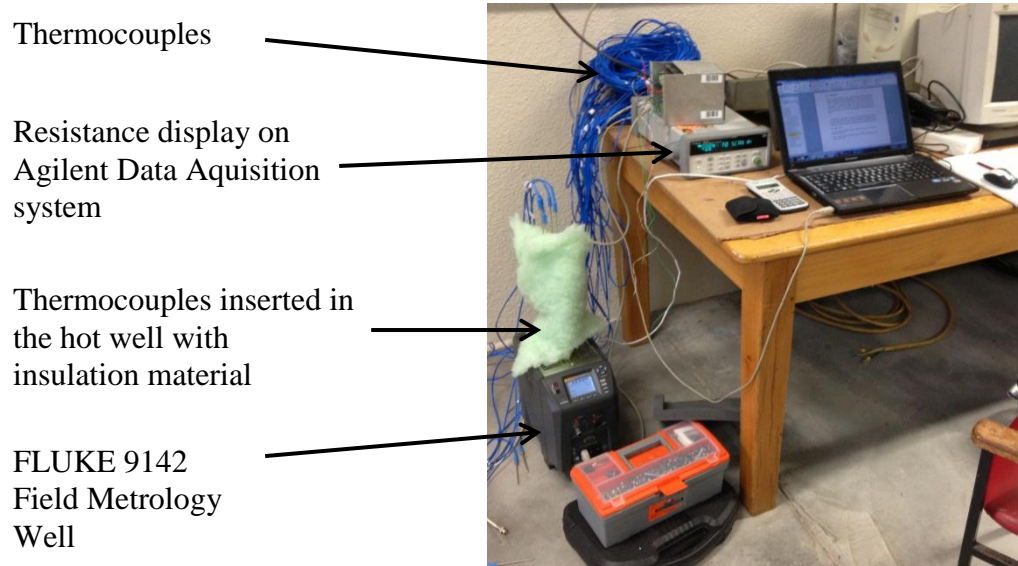 Thermocouples
Resistance display on
Agilent Data Aquisition
system
Thermocouples inserted in
the hot well with
insulation material
FLUKE 9142
Field Metrology
Well